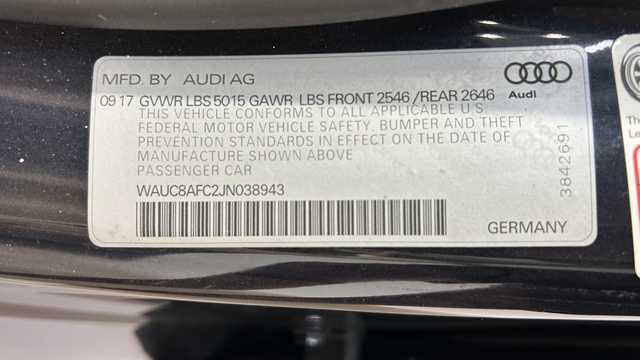 MFD. BY AUDI AG
Audi
09 17 GVWR LBS 5015 GAWR LBS FRONT 2546 / REAR 2646
THIS VEHICLE CONFORMS TO ALL APPLICABLE U.S.
FEDERAL MOTOR VEHICLE SAFETY, BUMPER AND THEFT
PREVENTION STANDARDS IN EFFECT ON THE DATE OF
MANUFACTURE SHOWN ABOVE
PASSENGER CAR
WAUC8AFC2JN038943
GERMANY
3842691